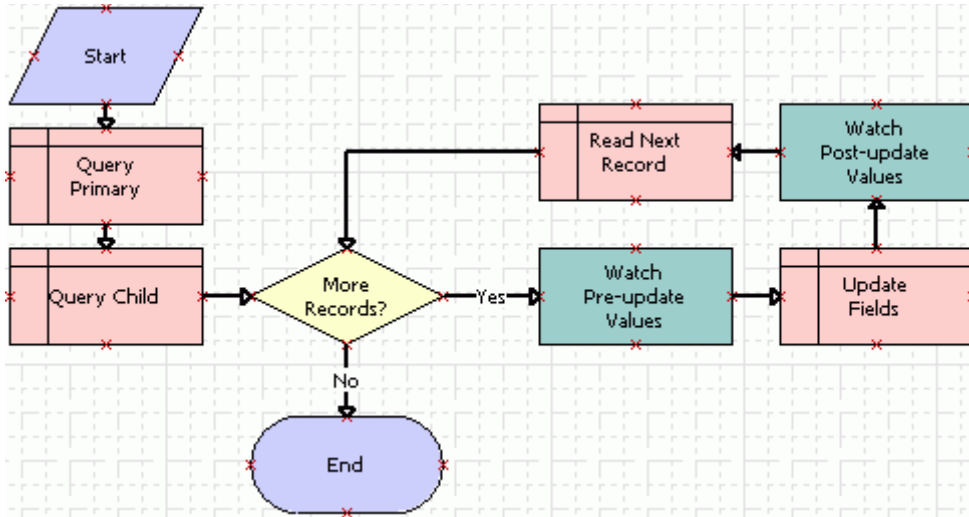 Start
Query
Primary
Query Child
More
Records?
Yes
No
End
Watch
Pre-update
Values
Update
Fields
Watch
Post-update
Values
Read Next
Record